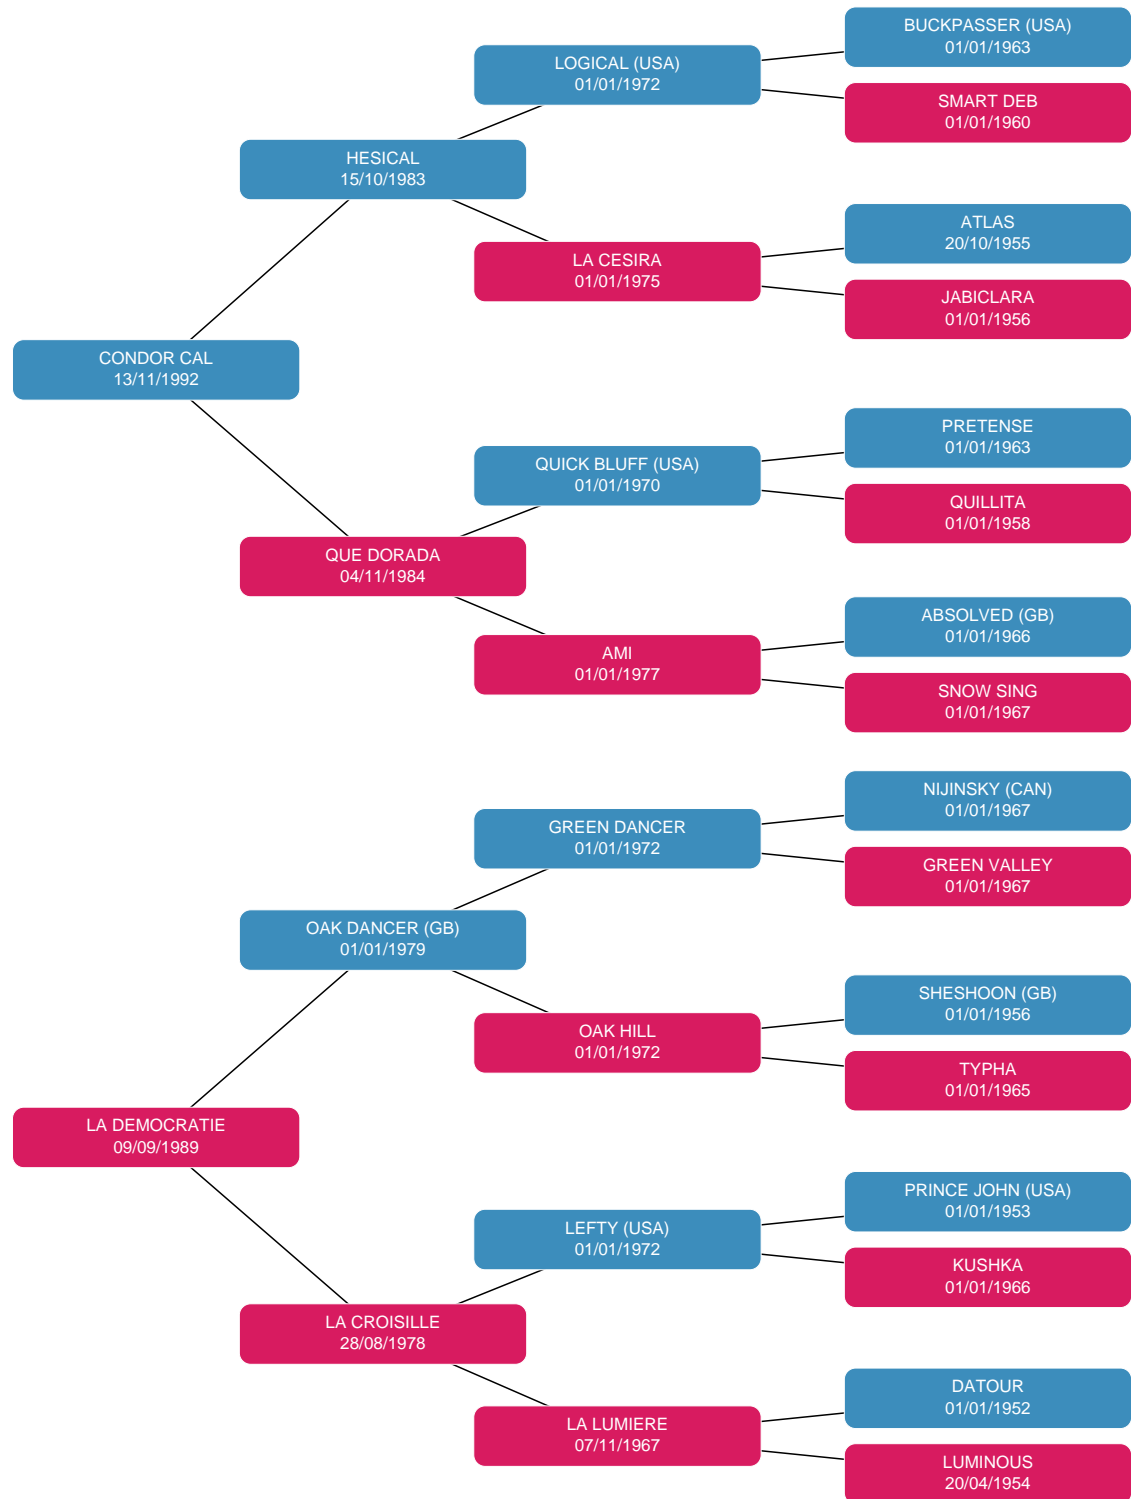 BUCKPASSER (USA)
01/01/1963
LOGICAL (USA)
01/01/1972
SMART DEB
01/01/1960
HESICAL
15/10/1983
ATLAS
20/10/1955
LA CESIRA
01/01/1975
JABICLARA
01/01/1956
CONDOR CAL
13/11/1992
PRETENSE
01/01/1963
QUICK BLUFF (USA)
01/01/1970
QUILLITA
01/01/1958
QUE DORADA
04/11/1984
ABSOLVED (GB)
01/01/1966
AMI
01/01/1977
SNOW SING
01/01/1967
NIJINSKY (CAN)
01/01/1967
GREEN DANCER
01/01/1972
GREEN VALLEY
01/01/1967
OAK DANCER (GB)
01/01/1979
SHESHOON (GB)
01/01/1956
OAK HILL
01/01/1972
TYPHA
01/01/1965
LA DEMOCRATIE
09/09/1989
PRINCE JOHN (USA)
01/01/1953
LEFTY (USA)
01/01/1972
KUSHKA
01/01/1966
LA CROISILLE
28/08/1978
DATOUR
01/01/1952
LA LUMIERE
07/11/1967
LUMINOUS
20/04/1954